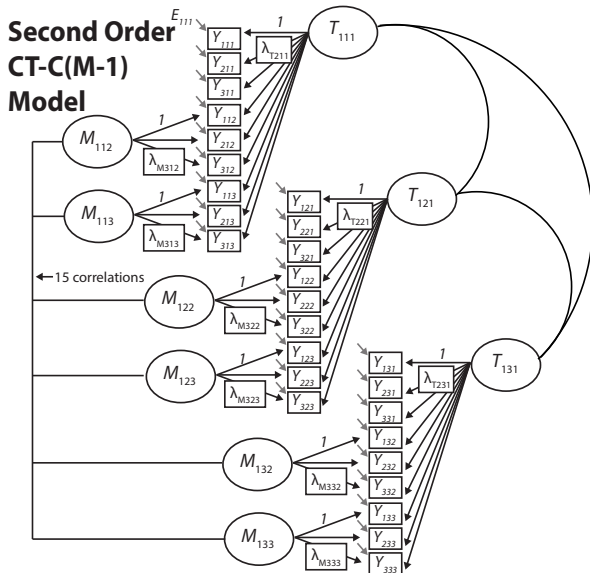 Second Order
CT-C(M-1)
Model
E111
1
T111
λT211
Y111
Y211
Y311
Y112
Y212
Y312
Y113
Y213
Y313
M112
1
λM312
M113
1
λM313
←15 correlations
1
T121
λT221
Y121
Y221
Y321
Y122
Y222
Y322
Y123
Y223
Y323
M122
1
λM322
M123
1
λM323
1
T131
λT231
Y131
Y231
Y331
Y132
Y232
Y332
Y133
Y233
Y333
M132
1
λM332
M133
1
λM333